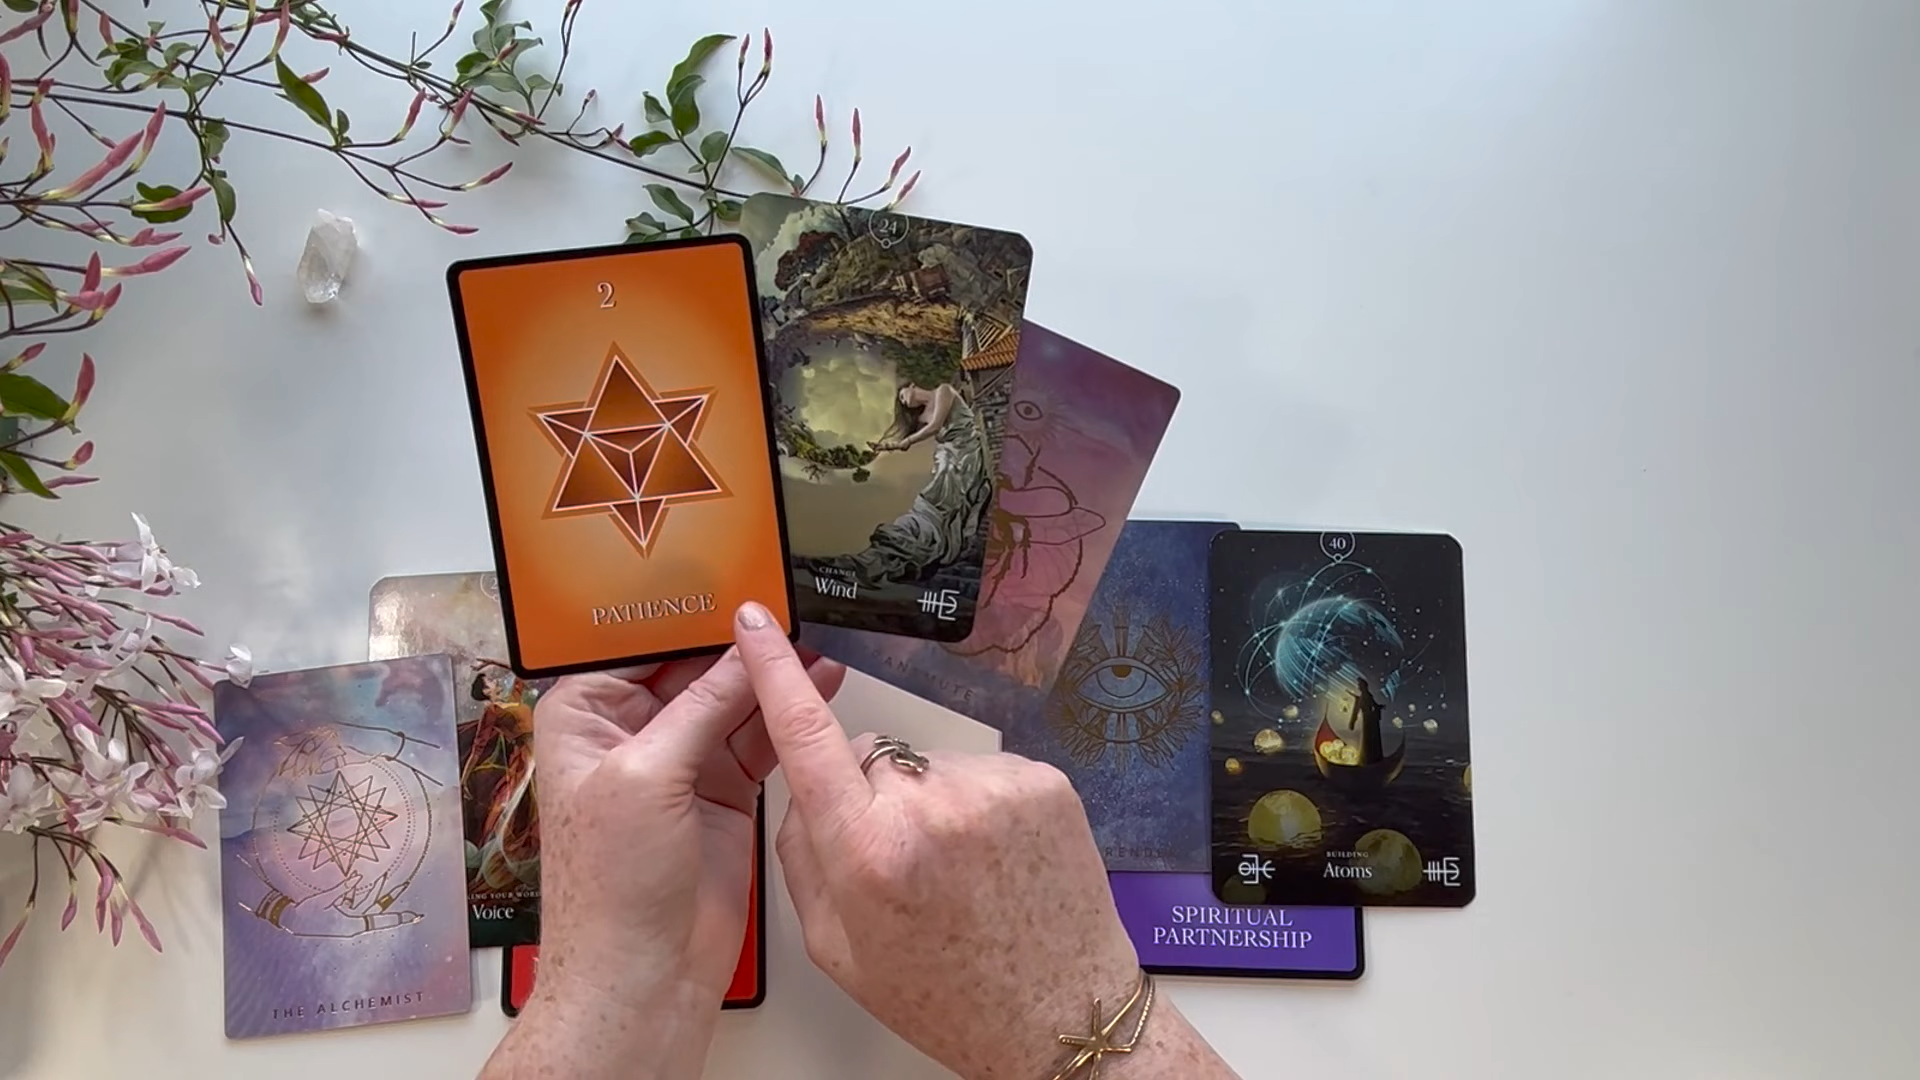 24
2
PATIENCE
CHANGE
Wind
40
BUILDING
Atoms
Voice
SPIRITUAL
PARTNERSHIP
THE ALCHEMIST